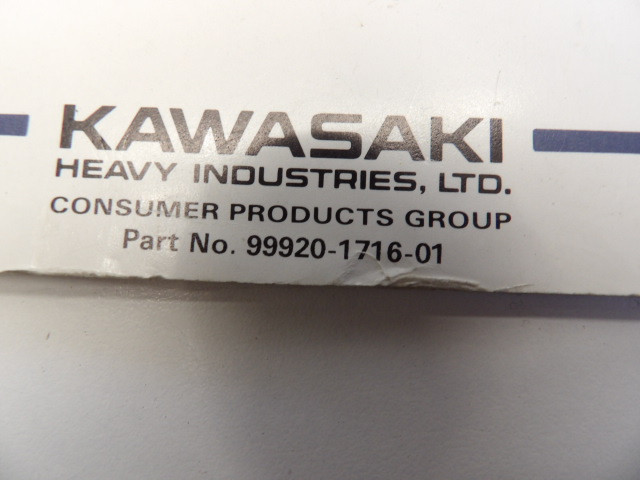 KAWASAKI
HEAVY INDUSTRIES, LTD.
CONSUMER PRODUCTS GROUP
Part No. 99920-1716-01